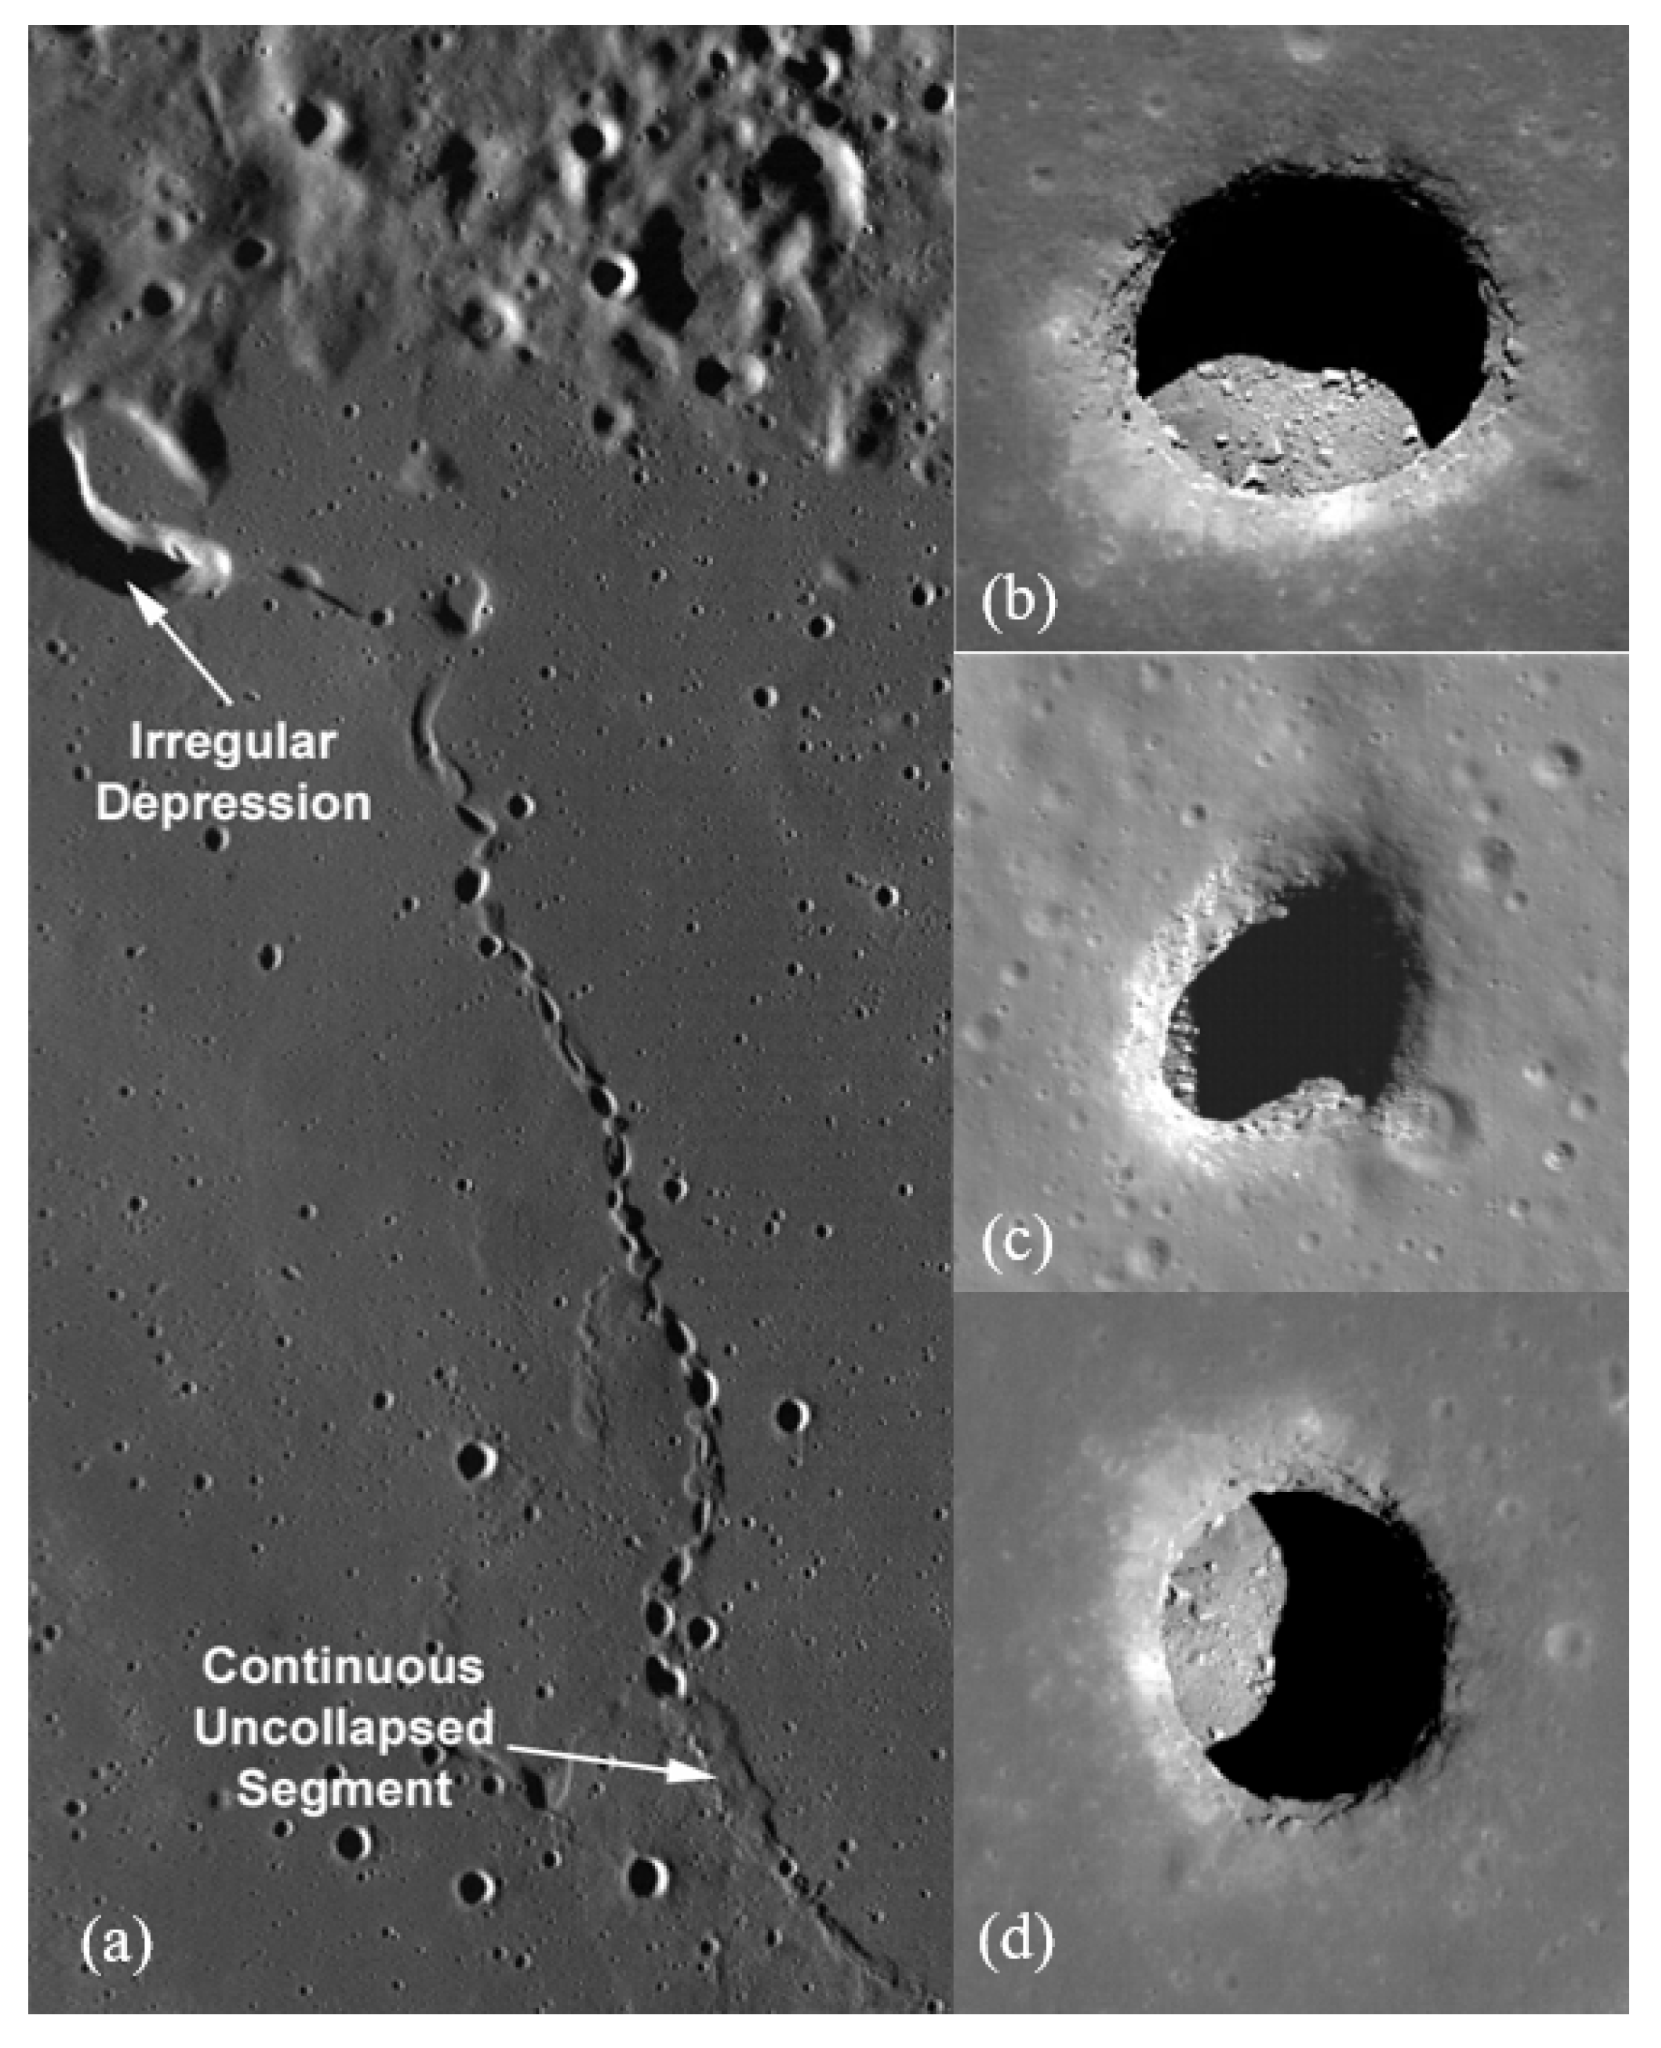 Irregular
Depression
Continuous
Uncollapsed
Segment
(a)
(b)
(c)
(d)